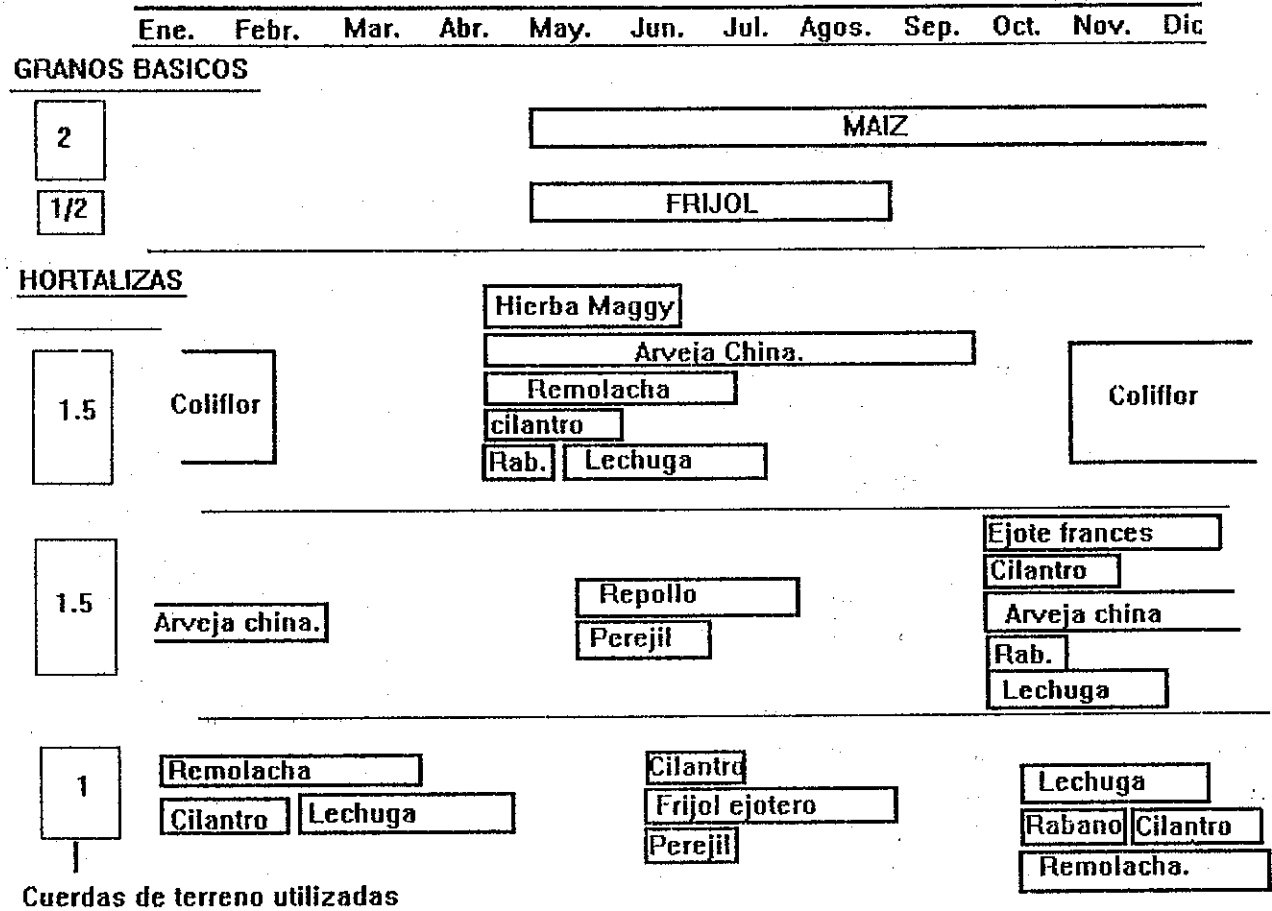 Ene. Febr. Mar. Abr. May. Jun. Jul. Agos. Sep. Oct. Nov. Dic
GRANOS BASICOS
2 MAIZ
1/2 FRIJOL
HORTALIZAS
Hierba Maggy
Arveja China.
Remolacha
1.5 Coliflor Coliflor
cilantro
Rab. Lechuga
Ejote frances
Cilantro
1.5 Repollo
Arveja china. Arveja china
Perejil
Rab.
Lechuga
Remolacha Cilantro Lechuga
1 Frijol ejotero
Cilantro Lechuga Rabano Cilantro
Perejil
Remolacha.
Cuerdas de terreno utilizadas